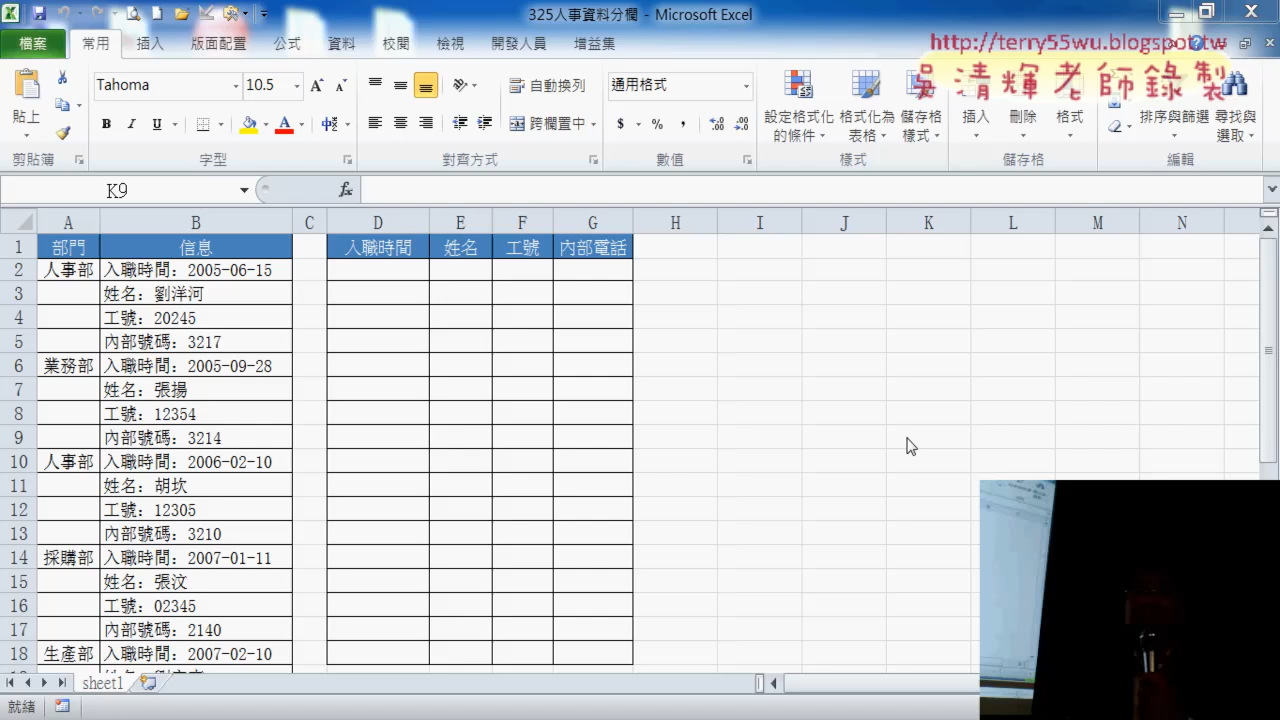 325人事資料分欄 - Microsoft Excel
http://terry55wu.blogspot.tw
吳清輝老師錄製
檔案 常用 插入 版面配置 公式 資料 校閱 檢視 開發人員 增益集
貼上
Tahoma 10.5
自動換列
跨欄置中
通用格式
設定格式化的條件 格式化為表格 儲存格樣式
插入 刪除 格式
排序與篩選 尋找與選取
剪貼簿 字型 對齊方式 數值 樣式 儲存格 編輯
K9 fx
A B C D E F G H I J K L M N
1 部門 信息 入職時間 姓名 工號 內部電話
2 人事部 入職時間: 2005-06-15
3 姓名: 劉洋河
4 工號: 20245
5 內部號碼: 3217
6 業務部 入職時間: 2005-09-28
7 姓名: 張揚
8 工號: 12354
9 內部號碼: 3214
10 人事部 入職時間: 2006-02-10
11 姓名: 胡坎
12 工號: 12305
13 內部號碼: 3210
14 採購部 入職時間: 2007-01-11
15 姓名: 張汶
16 工號: 02345
17 內部號碼: 2140
18 生產部 入職時間: 2007-02-10
sheet1
就緒